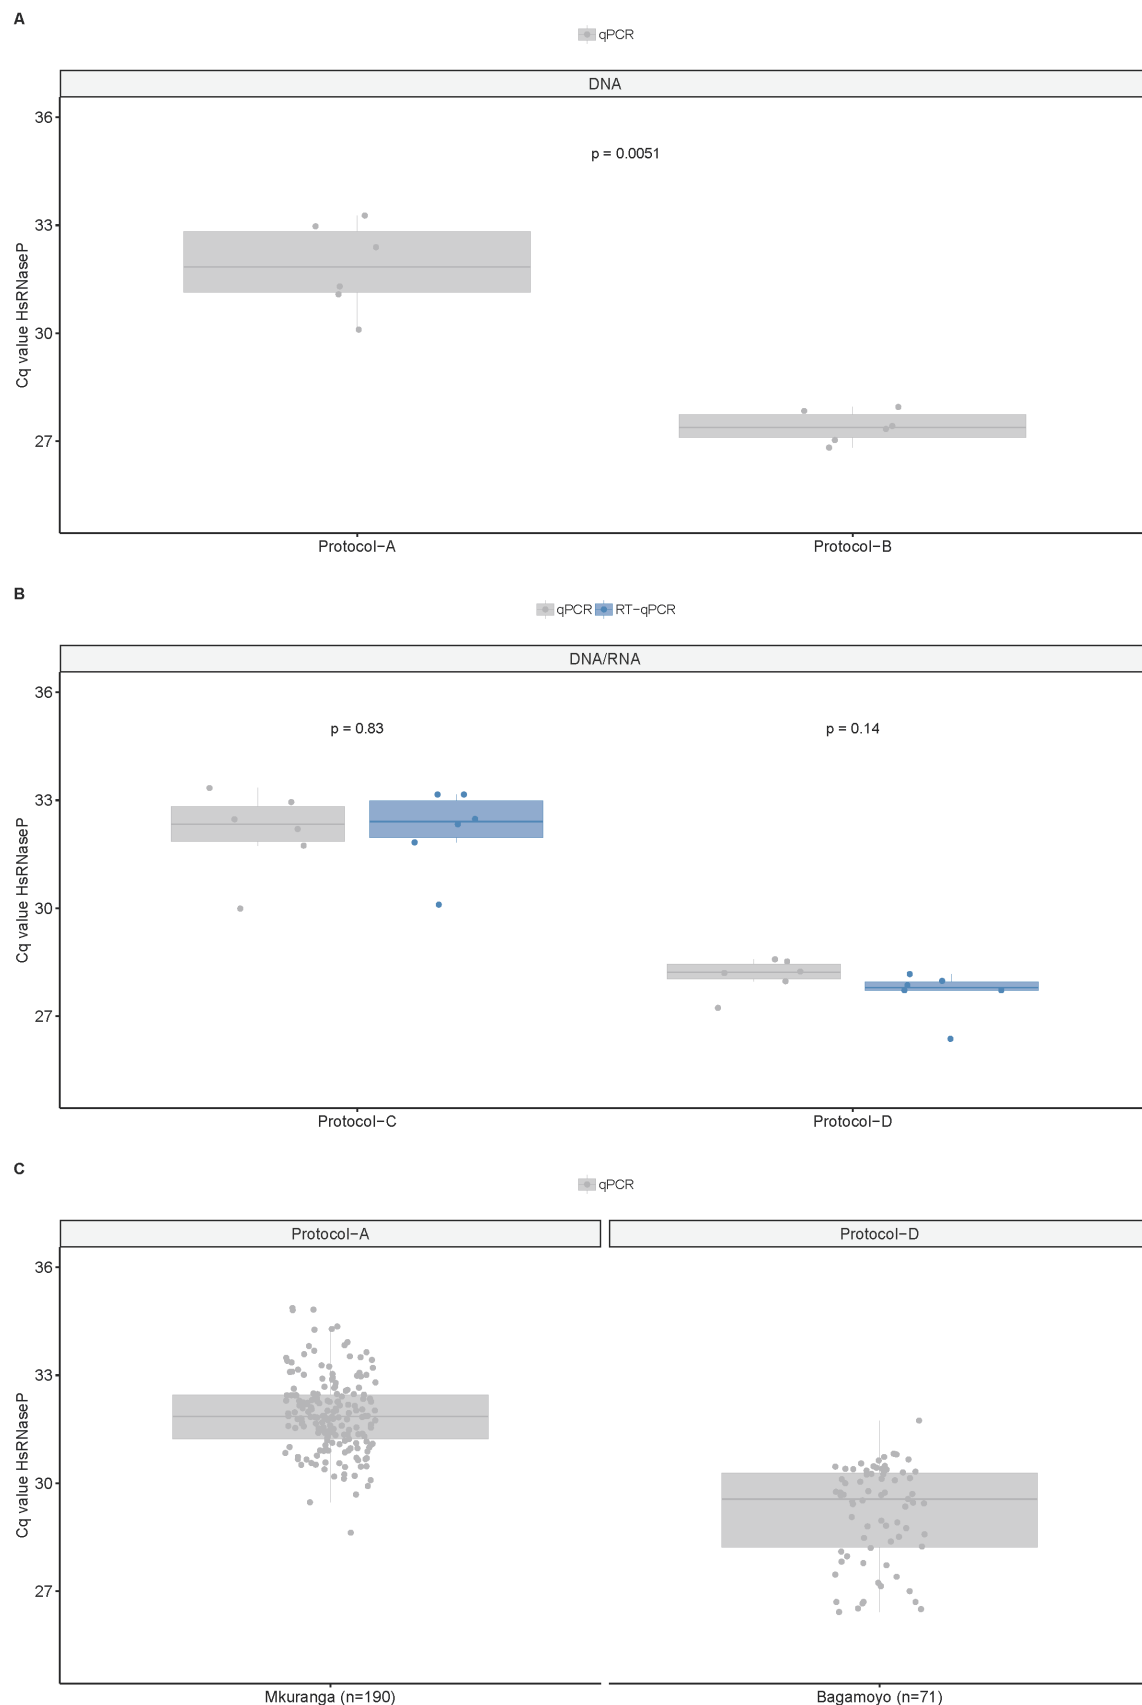 A
qPCR
DNA
36
33
30
27
Cq value HsRNaseP
p = 0.0051
Protocol−A
Protocol−B
B
qPCR RT−qPCR
DNA/RNA
36
33
30
27
Cq value HsRNaseP
p = 0.83
p = 0.14
Protocol−C
Protocol−D
C
qPCR
Protocol−A
Protocol−D
36
33
30
27
Cq value HsRNaseP
Mkuranga (n=190)
Bagamoyo (n=71)